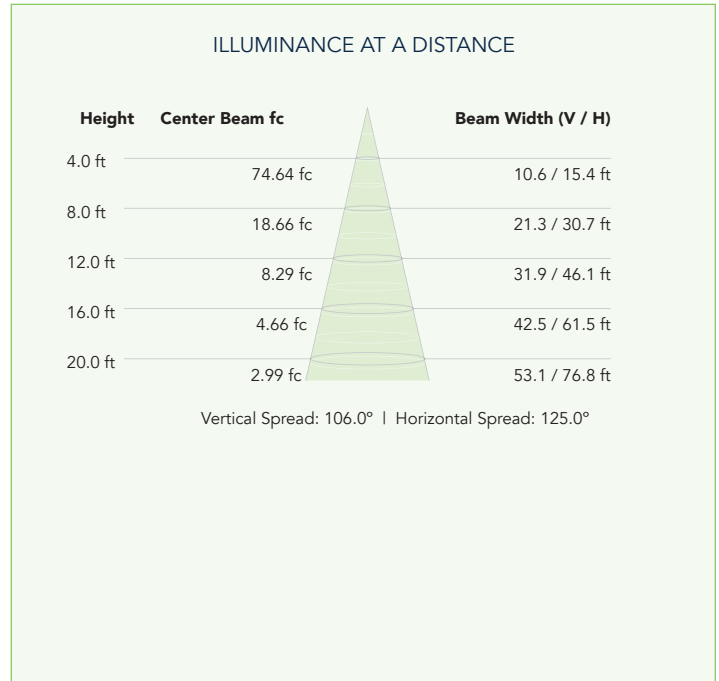 ILLUMINANCE AT A DISTANCE
Height Center Beam fc Beam Width (V / H)
4.0 ft
74.64 fc 10.6 / 15.4 ft
8.0 ft
18.66 fc 21.3 / 30.7 ft
12.0 ft
8.29 fc 31.9 / 46.1 ft
16.0 ft
4.66 fc 42.5 / 61.5 ft
20.0 ft
2.99 fc 53.1 / 76.8 ft
Vertical Spread: 106.0º | Horizontal Spread: 125.0º